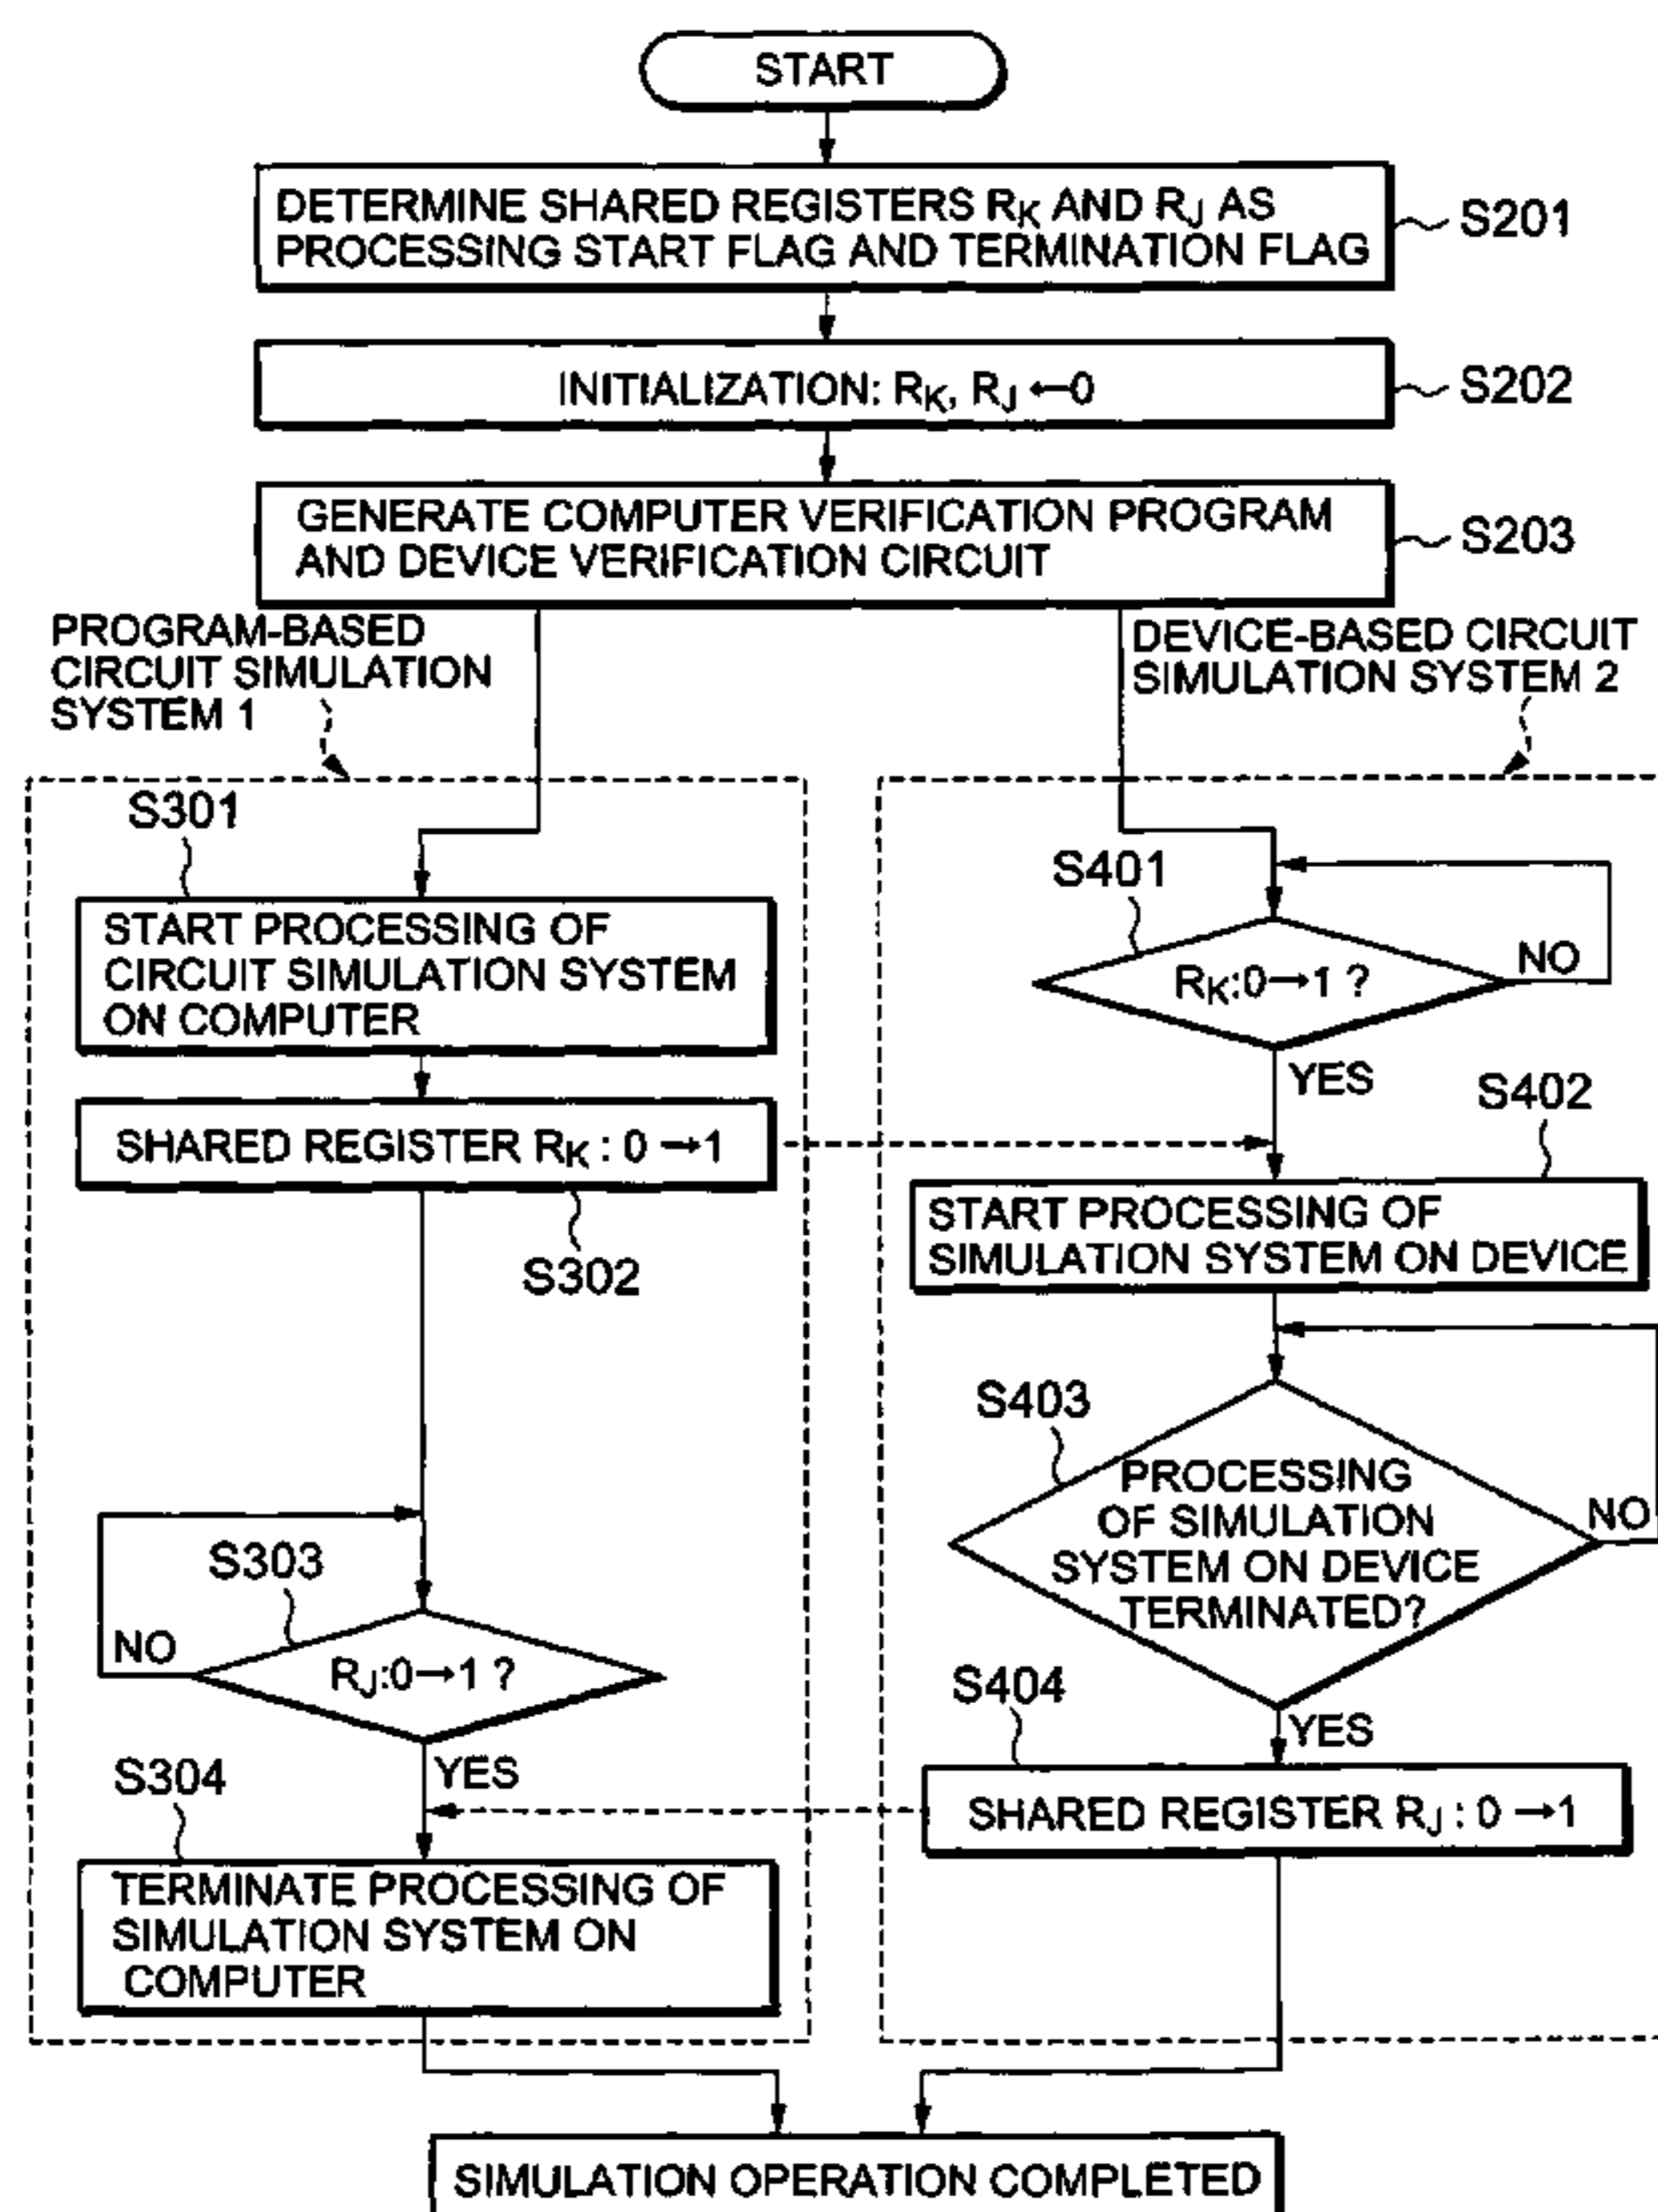 START
DETERMINE SHARED REGISTERS RK AND RJ AS
PROCESSING START FLAG AND TERMINATION FLAG
S201
INITIALIZATION: RK, RJ ←0
S202
GENERATE COMPUTER VERIFICATION PROGRAM
AND DEVICE VERIFICATION CIRCUIT
S203
PROGRAM-BASED
CIRCUIT SIMULATION
SYSTEM 1
DEVICE-BASED CIRCUIT
SIMULATION SYSTEM 2
S301
START PROCESSING OF
CIRCUIT SIMULATION SYSTEM
ON COMPUTER
SHARED REGISTER RK : 0 →1
S302
S303
NO
RJ:0→1 ?
YES
S304
TERMINATE PROCESSING OF
SIMULATION SYSTEM ON
COMPUTER
S401
RK:0→1 ?
NO
YES
S402
START PROCESSING OF
SIMULATION SYSTEM ON DEVICE
S403
PROCESSING
OF SIMULATION
SYSTEM ON DEVICE
TERMINATED?
NO
YES
S404
SHARED REGISTER RJ : 0 →1
SIMULATION OPERATION COMPLETED